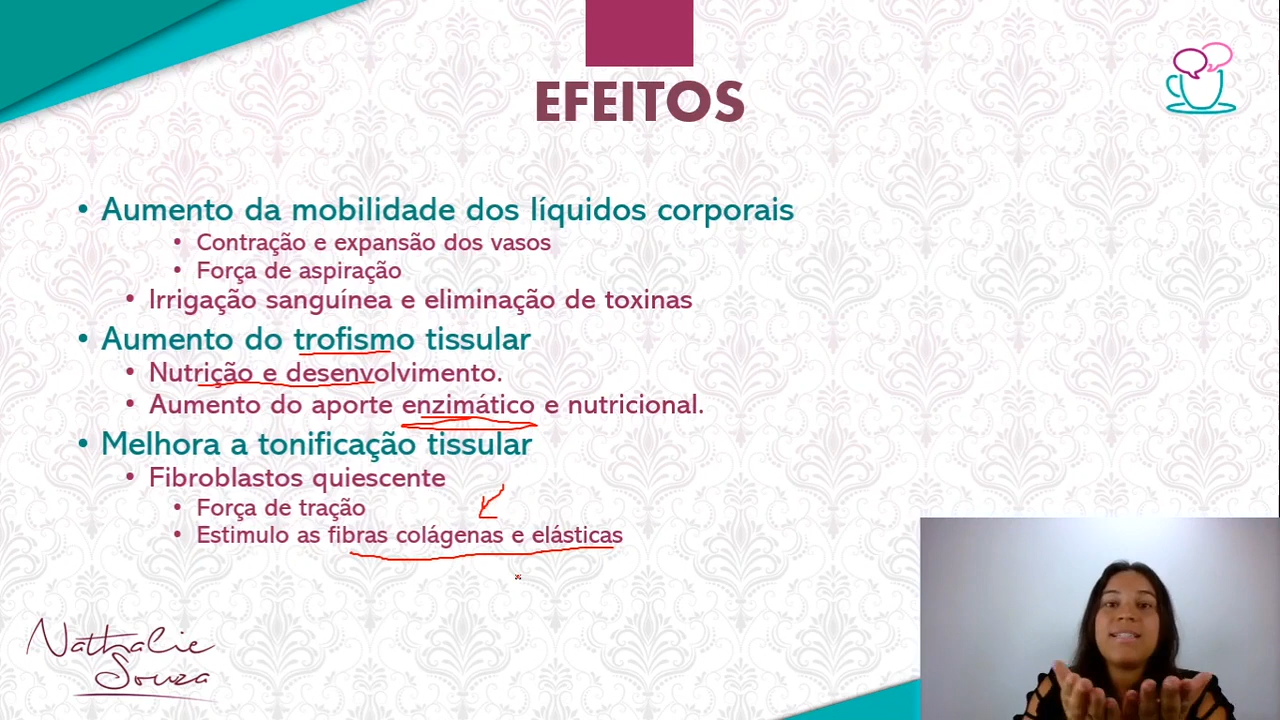 EFEITOS
• Aumento da mobilidade dos líquidos corporais
• Contração e expansão dos vasos
• Força de aspiração
• Irrigação sanguínea e eliminação de toxinas
• Aumento do trofismo tissular
• Nutrição e desenvolvimento.
• Aumento do aporte enzimático e nutricional.
• Melhora a tonificação tissular
• Fibroblastos quiescente
• Força de tração
• Estimulo as fibras colágenas e elásticas
Nathalie
Souza